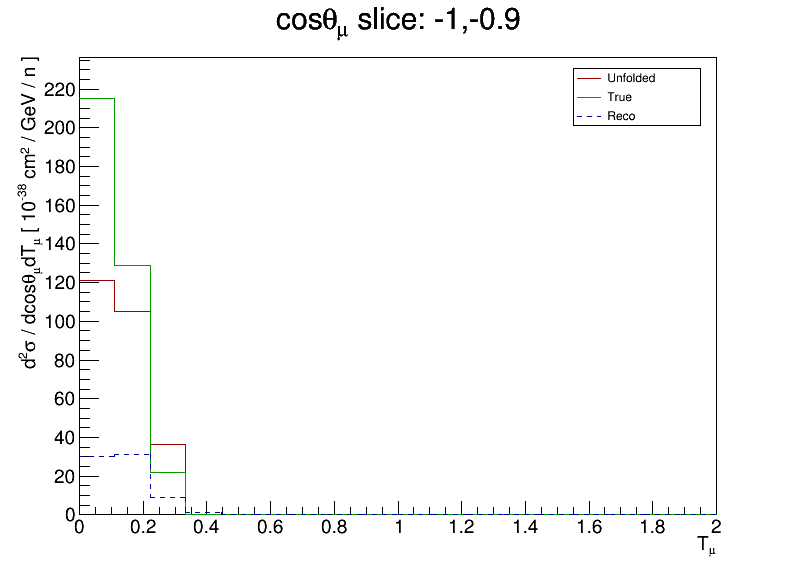 cosθμ slice: -1,-0.9
d²σ / dcosθμdTμ [ 10⁻³⁸ cm² / GeV / n ]
220
200
180
160
140
120
100
80
60
40
20
0
Unfolded
True
Reco
0 0.2 0.4 0.6 0.8 1 1.2 1.4 1.6 1.8 2
Tμ